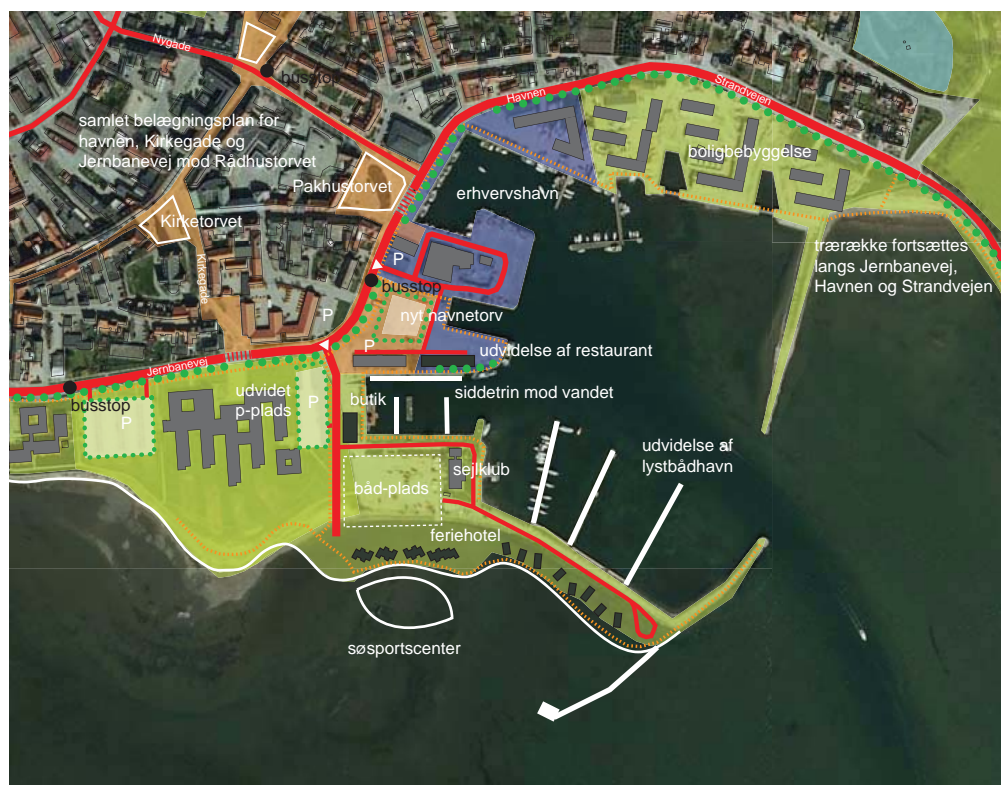 Nygade
busstop
samlet belægningsplan for
havnen, Kirkegade og
Jernbanevej mod Rådhustorvet
Havnen
Strandvejen
boligbebyggelse
Pakhustorvet
erhvervshavn
Kirketorvet
Kirkegade
trærække fortsættes
langs Jernbanevej,
Havnen og Strandvejen
P
busstop
nyt navnetorv
P
P
udvidelse af restaurant
Jernbanevej
busstop
udvidet
p-plads
P
P
butik
siddetrin mod vandet
udvidelse af
lystbådhavn
sejlklub
båd-plads
feriehotel
søsportscenter